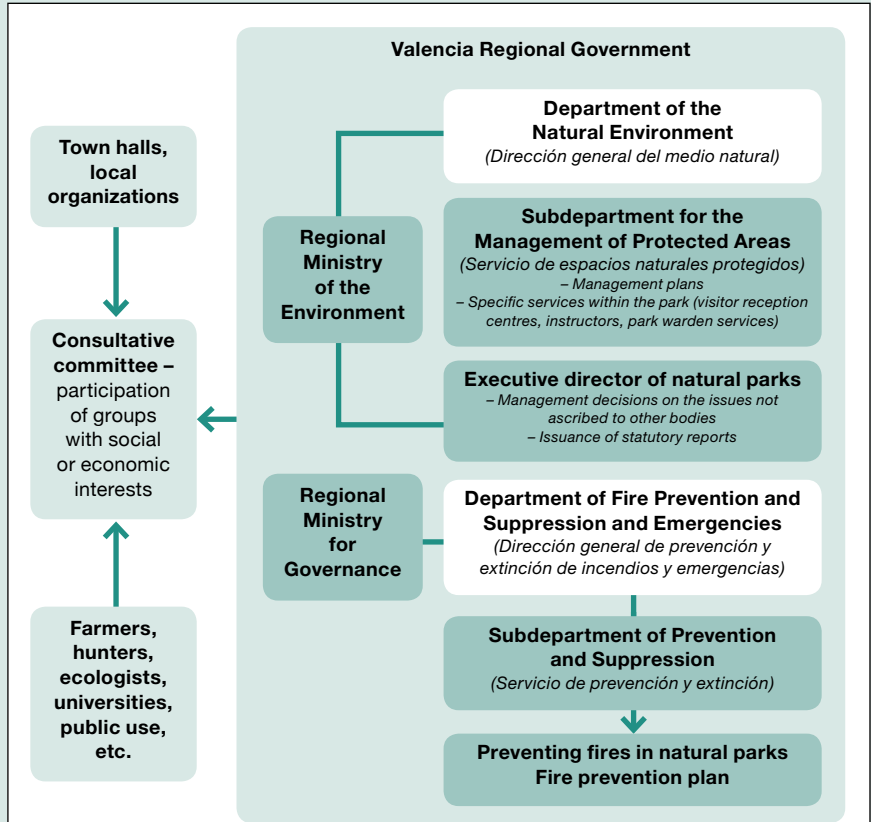 Valencia Regional Government
Town halls,
local
organizations
Consultative
committee –
participation
of groups
with social
or economic
interests
Farmers,
hunters,
ecologists,
universities,
public use,
etc.
Regional
Ministry
of the
Environment
Department of the
Natural Environment
(Dirección general del medio natural)
Subdepartment for the
Management of Protected Areas
(Servicio de espacios naturales protegidos)
– Management plans
– Specific services within the park (visitor reception
centres, instructors, park warden services)
Executive director of natural parks
– Management decisions on the issues not
ascribed to other bodies
– Issuance of statutory reports
Regional
Ministry
for
Governance
Department of Fire Prevention and
Suppression and Emergencies
(Dirección general de prevención y
extinción de incendios y emergencias)
Subdepartment of Prevention
and Suppression
(Servicio de prevención y extinción)
Preventing fires in natural parks
Fire prevention plan